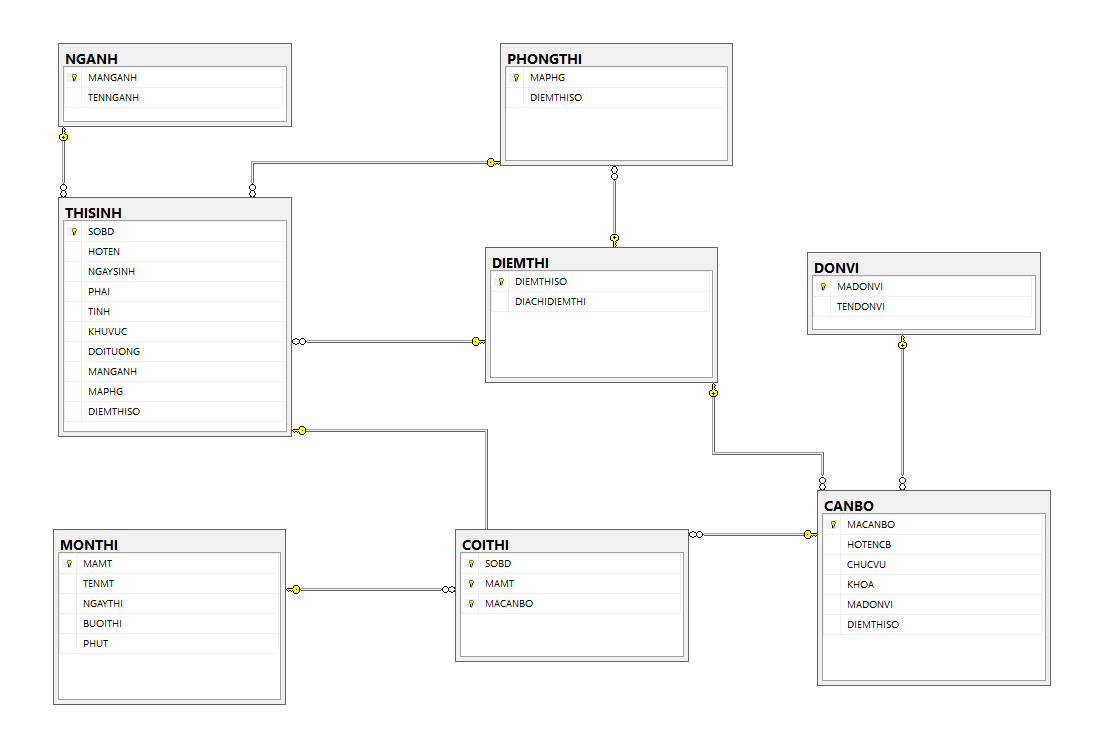 NGANH
MANGANH
TENNGANH
PHONGTHI
MAPHG
DIEMTHISO
THISINH
SOBD
HOTEN
NGAYSINH
PHAI
TINH
KHUVUC
DOITUONG
MANGANH
MAPHG
DIEMTHISO
DIEMTHI
DIEMTHISO
DIACHIDIEMTHI
DONVI
MADONVI
TENDONVI
MONTHI
MAMT
TENMT
NGAYTHI
BUOITHI
PHUT
COITHI
SOBD
MAMT
MACANBO
CANBO
MACANBO
HOTENCB
CHUCVU
KHOA
MADONVI
DIEMTHISO